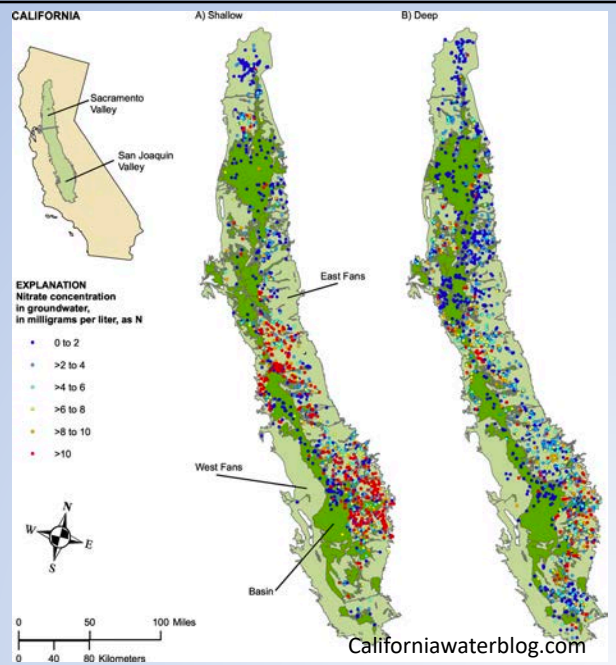 CALIFORNIA
A) Shallow
B) Deep
Sacramento
Valley
San Joaquin
Valley
East Fans
EXPLANATION
Nitrate concentration
in groundwater,
in milligrams per liter, as N
0 to 2
>2 to 4
>4 to 6
>6 to 8
>8 to 10
>10
West Fans
N
W
E
S
Basin
0 50 100 Miles
0 40 80 Kilometers
Californiawaterblog.com